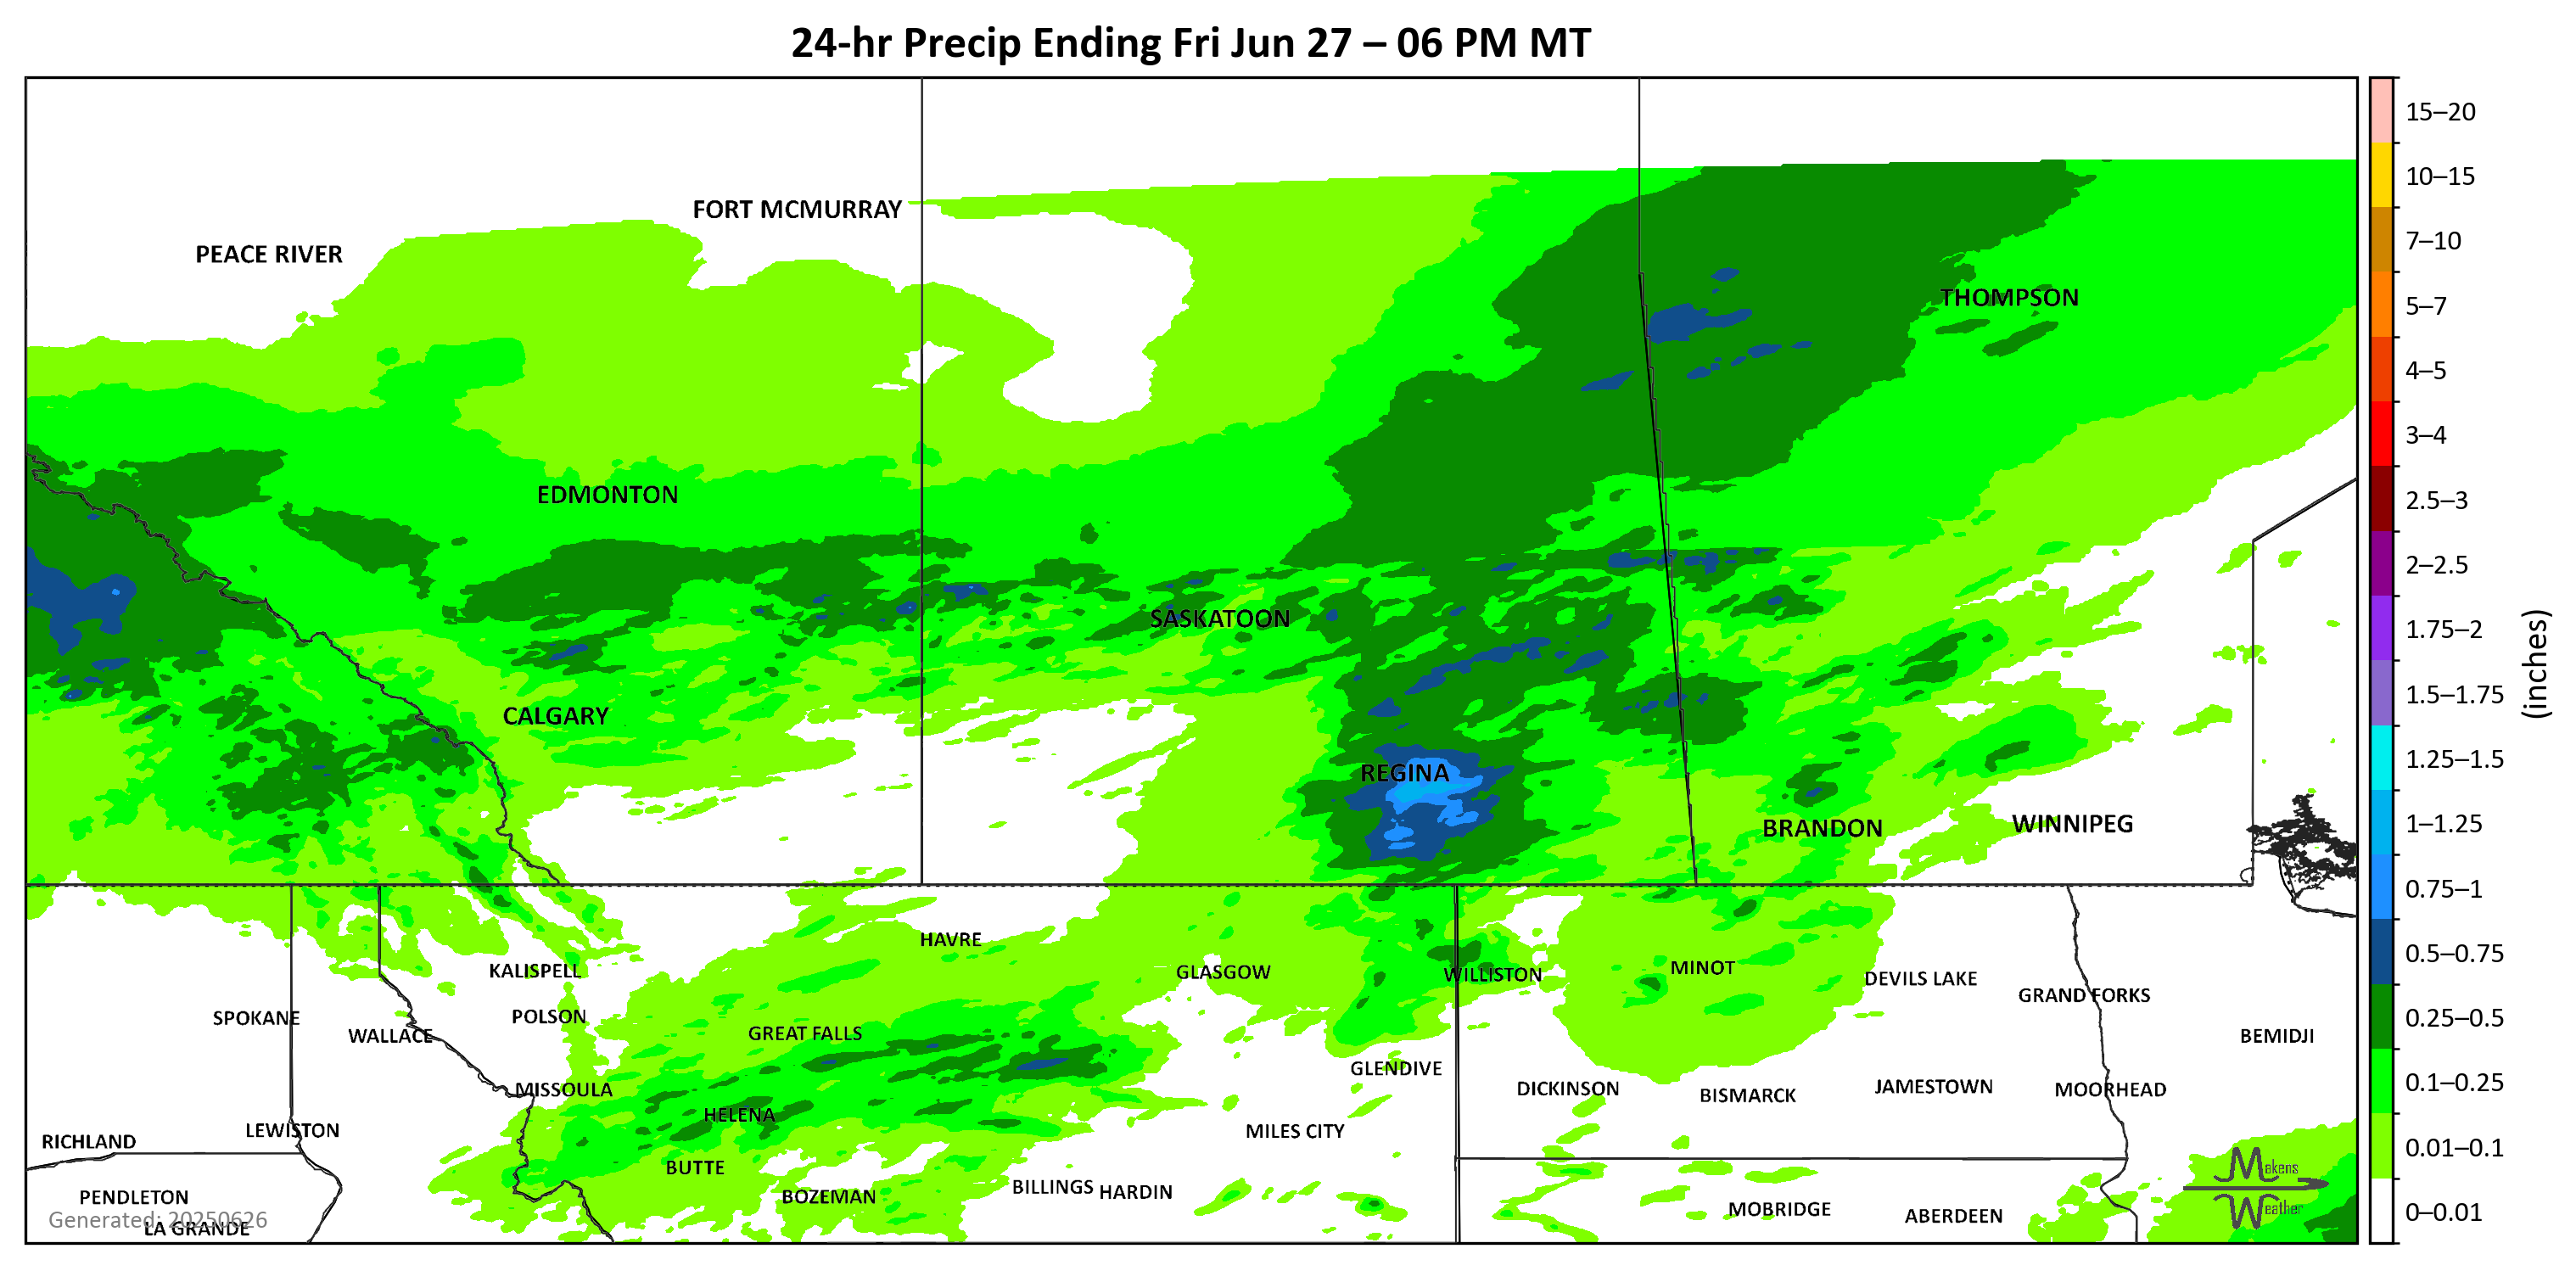 24-hr Precip Ending Fri Jun 27 – 06 PM MT
FORT MCMURRAY
PEACE RIVER
THOMPSON
EDMONTON
SASKATOON
CALGARY
REGINA
BRANDON
WINNIPEG
HAVRE
KALISPELL
GLASGOW
WILLISTON
MINOT
DEVILS LAKE
GRAND FORKS
SPOKANE
WALLACE
POLSON
GREAT FALLS
BEMIDJI
GLENDIVE
MISSOULA
DICKINSON
BISMARCK
JAMESTOWN
MOORHEAD
HELENA
RICHLAND
LEWISTON
MILES CITY
BUTTE
PENDLETON
BOZEMAN
BILLINGS
HARDIN
MOBRIDGE
ABERDEEN
Generated: 20250626
LA GRANDE
Makens
Weather
15–20
10–15
7–10
5–7
4–5
3–4
2.5–3
2–2.5
1.75–2
1.5–1.75
1.25–1.5
1–1.25
0.75–1
0.5–0.75
0.25–0.5
0.1–0.25
0.01–0.1
0–0.01
(inches)